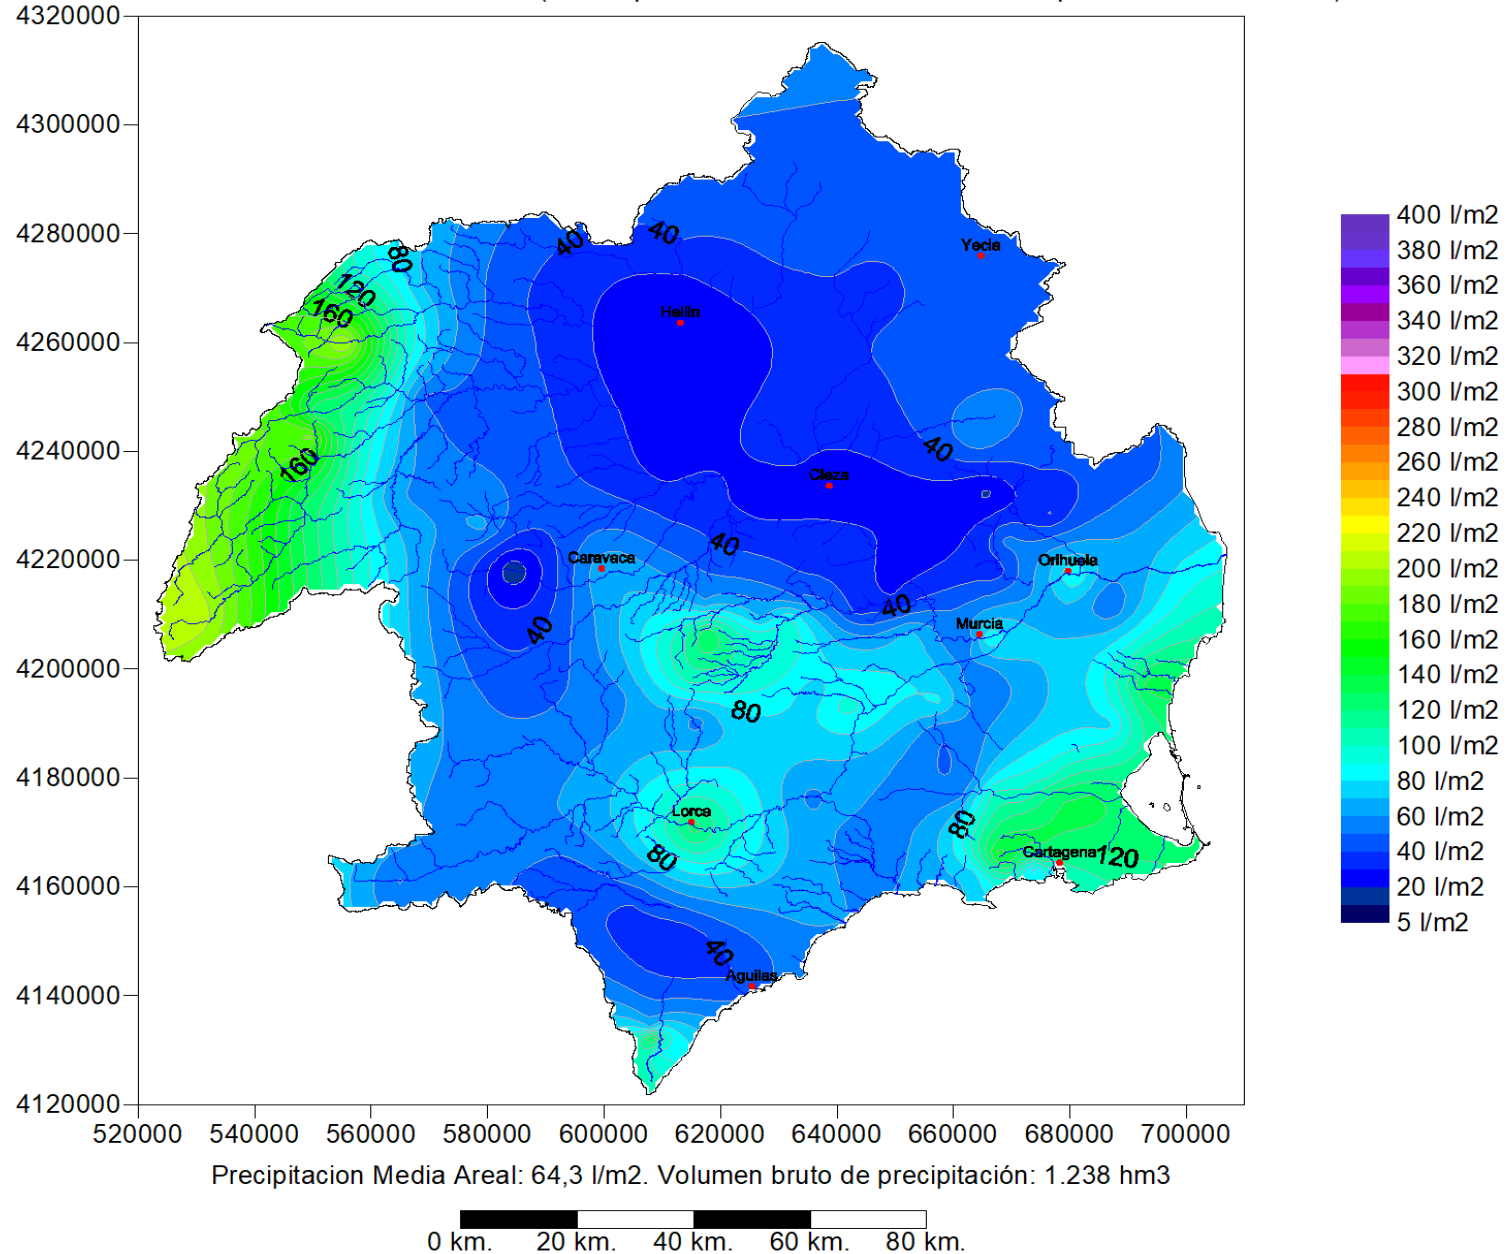 4320000
4300000
4280000
4260000
4240000
4220000
4200000
4180000
4160000
4140000
4120000
520000 540000 560000 580000 600000 620000 640000 660000 680000 700000
40
40
80
120
160
160
40
40
40
40
80
80
80
120
40
Yecla
Hellin
Cieza
Caravaca
Orihuela
Murcia
Lorca
Cartagena
Aguilas
400 l/m2
380 l/m2
360 l/m2
340 l/m2
320 l/m2
300 l/m2
280 l/m2
260 l/m2
240 l/m2
220 l/m2
200 l/m2
180 l/m2
160 l/m2
140 l/m2
120 l/m2
100 l/m2
80 l/m2
60 l/m2
40 l/m2
20 l/m2
5 l/m2
Precipitacion Media Areal: 64,3 l/m2. Volumen bruto de precipitación: 1.238 hm3
0 km. 20 km. 40 km. 60 km. 80 km.